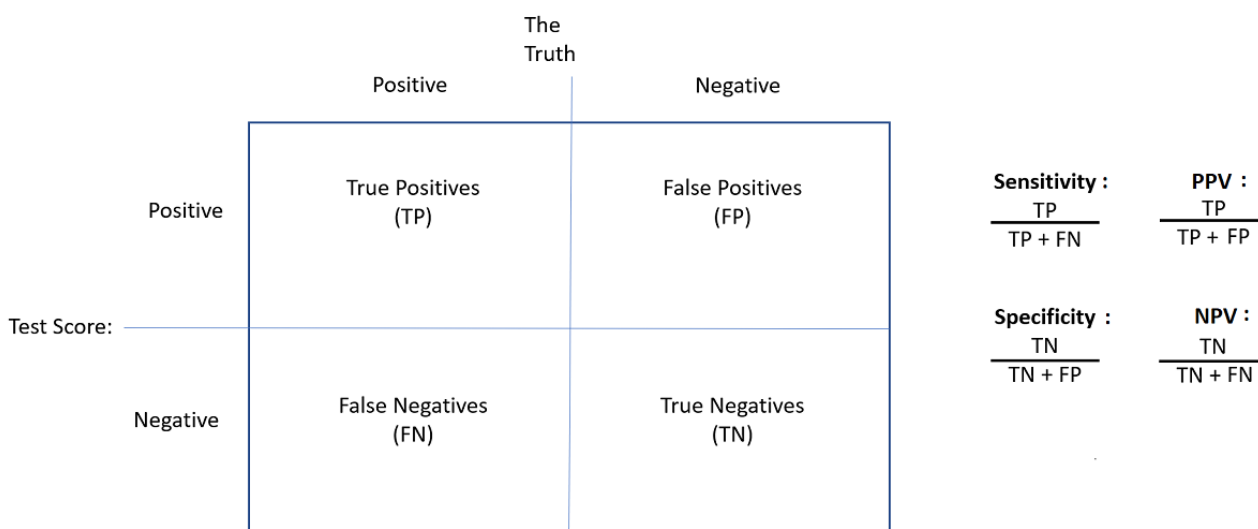 The
Truth
Positive
Negative
True Positives
(TP)
False Positives
(FP)
Positive
Test Score:
Negative
False Negatives
(FN)
True Negatives
(TN)
Sensitivity :
TP
TP + FN
PPV :
TP
TP + FP
Specificity :
TN
TN + FP
NPV :
TN
TN + FN